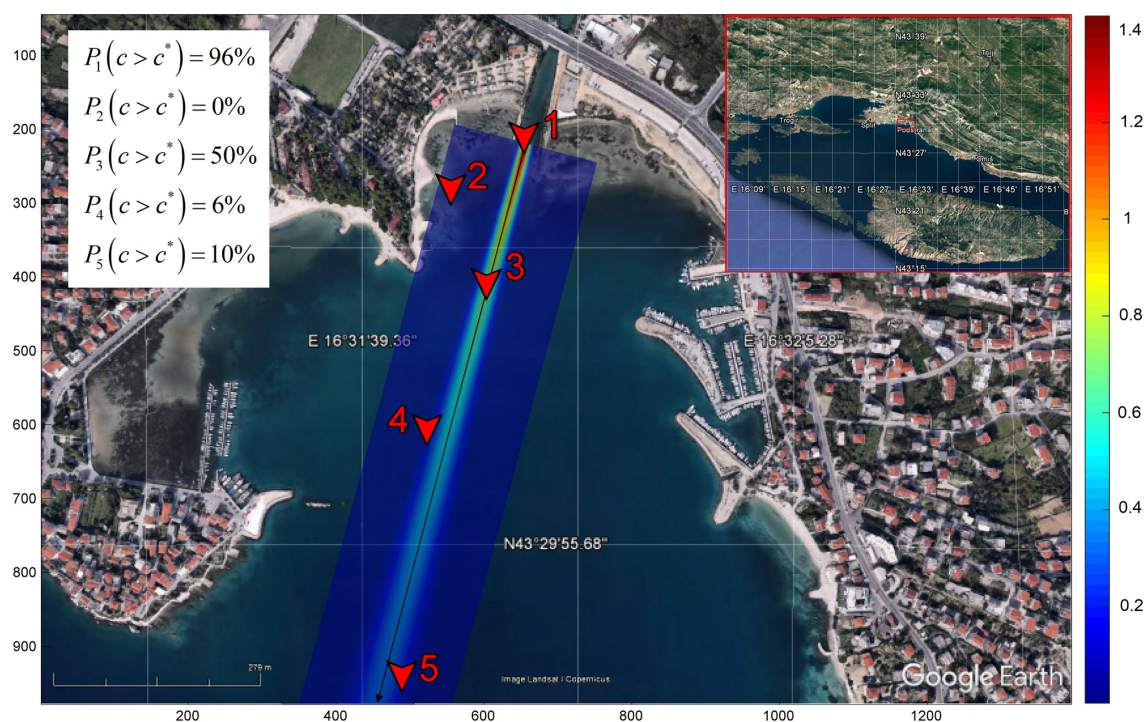 P₁(c>c*)=96%
P₂(c>c*)=0%
P₃(c>c*)=50%
P₄(c>c*)=6%
P₅(c>c*)=10%
100
200
300
400
500
600
700
800
900
200
400
600
800
1000
1200
1
2
3
4
5
E 16°31'39.36"
E 16°32'5.28"
N43°29'55.68"
279 m
Image Landsat / Copernicus
Google Earth
N43°39'
N43°33'
Trogir
Split
Podstrana
N43°27'
Omiš
E 16°09'
E 16°15'
E 16°21'
E 16°27'
E 16°33'
E 16°39'
E 16°45'
E 16°51'
N43°21'
N43°15'
1.4
1.2
1
0.8
0.6
0.4
0.2